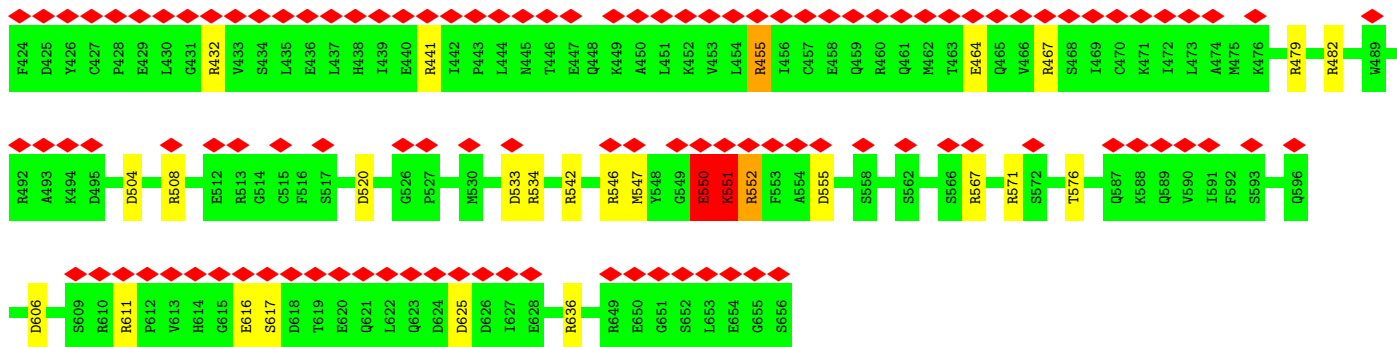 F424 D425 Y426 C427 P428 E429 L430 G431 R432 V433 S434 L435 E436 L437 H438 I439 E440 R441 I442 P443 L444 N445 T446 E447 Q448 K449 A450 L451 K452 V453 L454 R455 I456 C457 E458 Q459 R460 Q461 M462 T463 E464 Q465 V466 R467 S468 I469 C470 K471 I472 L473 A474 M475 K476 R479 R482 W489
R492 A493 K494 D495 D504 R508 E512 R513 G514 C515 F516 S517 D520 G526 P527 M530 D533 R534 R542 R546 M547 Y548 G549 E550 K551 R552 F553 A554 D555 S558 S562 S566 R567 R571 S572 T576 Q587 K588 Q589 V590 I591 F592 S593 Q596
D606 S609 R610 R611 P612 V613 H614 G615 E616 S617 D618 T619 E620 Q621 L622 Q623 D624 D625 D626 I627 E628 R636 R649 E650 G651 S652 L653 E654 G655 S656